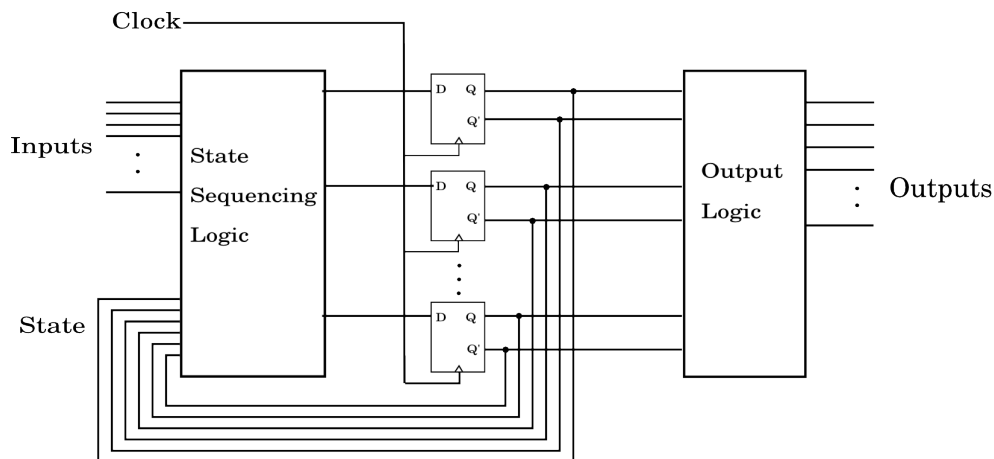 Clock
Inputs
State
Sequencing
Logic
State
D Q
Q'
D Q
Q'
D Q
Q'
Output
Logic
Outputs